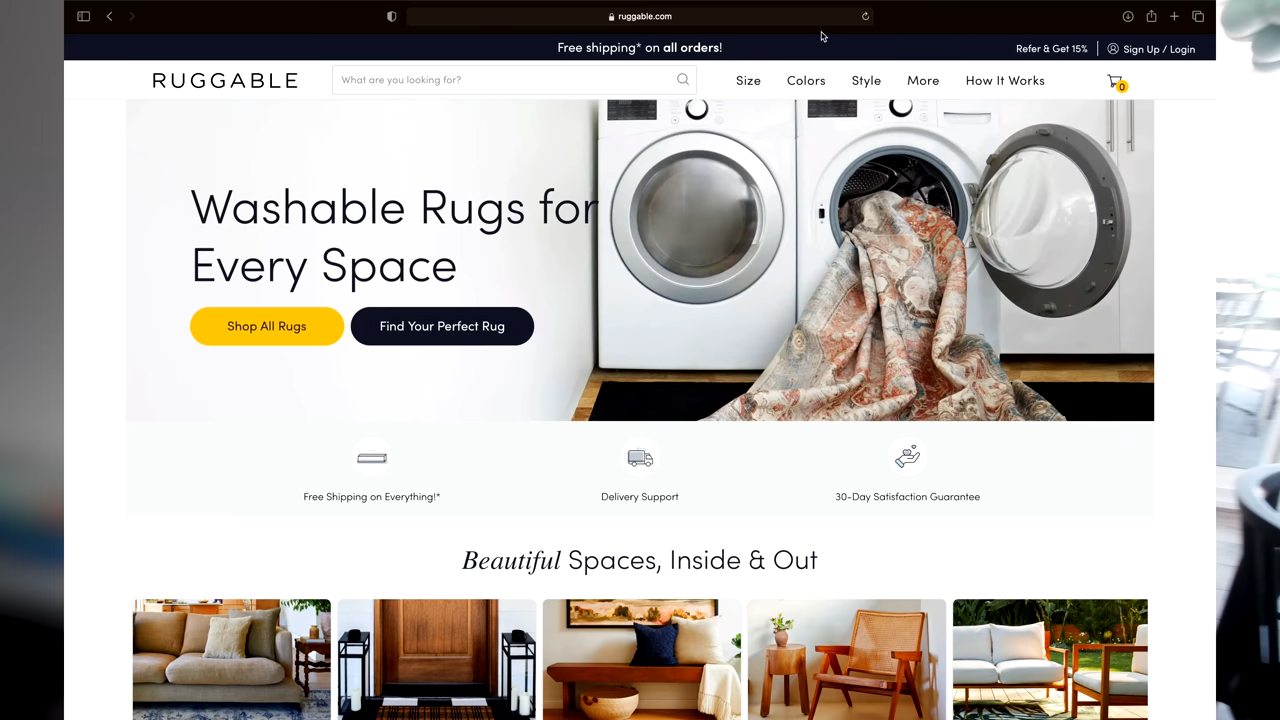 ruggable.com
Free shipping* on all orders!
Refer & Get 15%
Sign Up / Login
RUGGABLE
What are you looking for?
Size
Colors
Style
More
How It Works
0
Washable Rugs for
Every Space
Shop All Rugs
Find Your Perfect Rug
Free Shipping on Everything!*
Delivery Support
30-Day Satisfaction Guarantee
Beautiful Spaces, Inside & Out